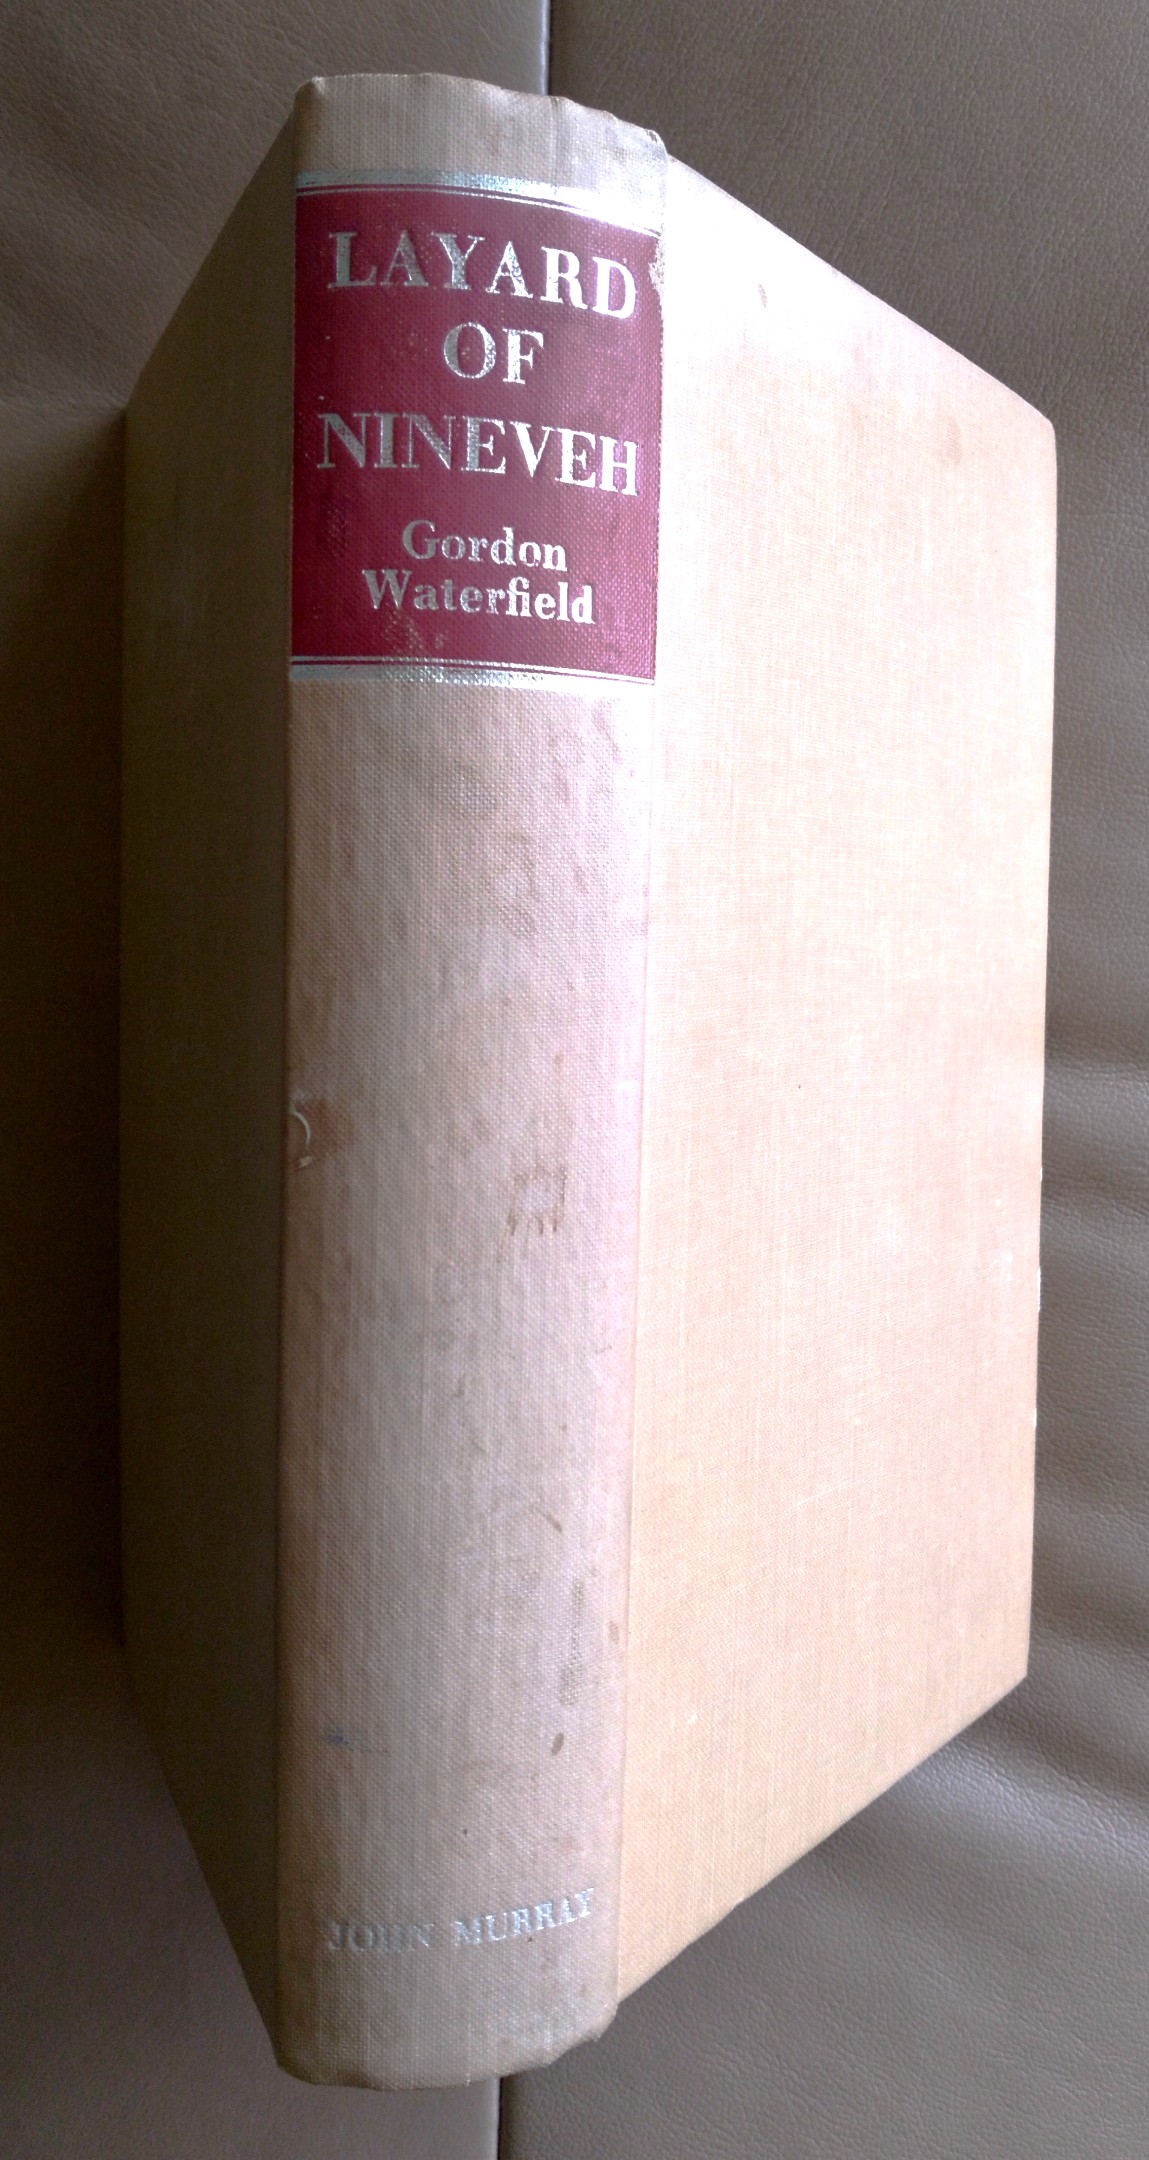 LAYARD
OF
NINEVEH
Gordon
Waterfield
JOHN MURRAY